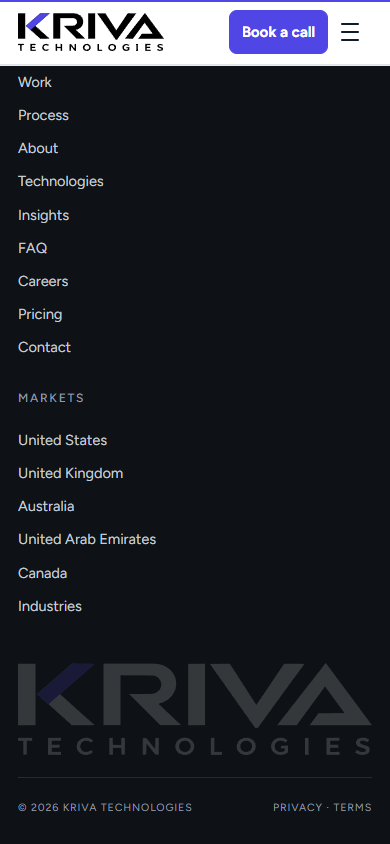 KRIVA
TECHNOLOGIES
Book a call
Work
Process
About
Technologies
Insights
FAQ
Careers
Pricing
Contact
MARKETS
United States
United Kingdom
Australia
United Arab Emirates
Canada
Industries
KRIVA
TECHNOLOGIES
© 2026 KRIVA TECHNOLOGIES
PRIVACY · TERMS